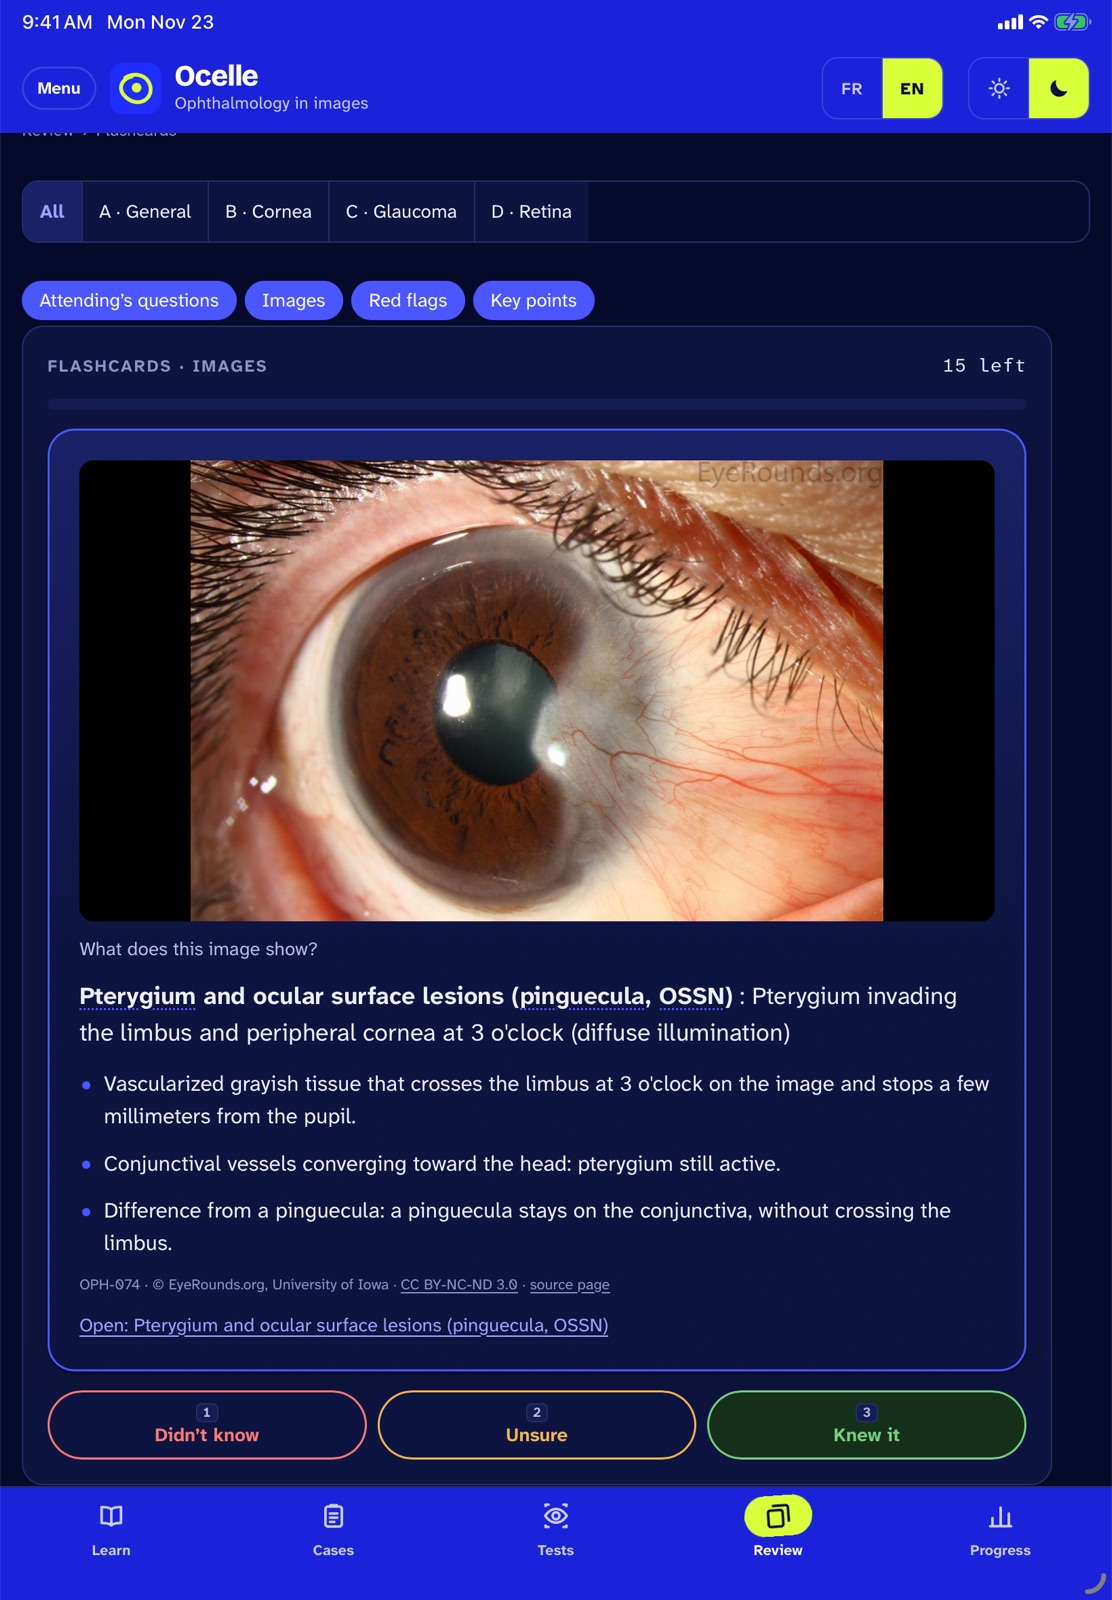 9:41 AM Mon Nov 23
Menu
Ocelle
Ophthalmology in images
FR
EN
Review
Flashcards
All
A · General
B · Cornea
C · Glaucoma
D · Retina
Attending’s questions
Images
Red flags
Key points
FLASHCARDS · IMAGES
15 left
EyeRounds.org
What does this image show?
Pterygium and ocular surface lesions (pinguecula, OSSN) : Pterygium invading
the limbus and peripheral cornea at 3 o'clock (diffuse illumination)
Vascularized grayish tissue that crosses the limbus at 3 o'clock on the image and stops a few
millimeters from the pupil.
Conjunctival vessels converging toward the head: pterygium still active.
Difference from a pinguecula: a pinguecula stays on the conjunctiva, without crossing the
limbus.
OPH-074 · © EyeRounds.org, University of Iowa · CC BY-NC-ND 3.0 · source page
Open: Pterygium and ocular surface lesions (pinguecula, OSSN)
1
Didn’t know
2
Unsure
3
Knew it
Learn
Cases
Tests
Review
Progress